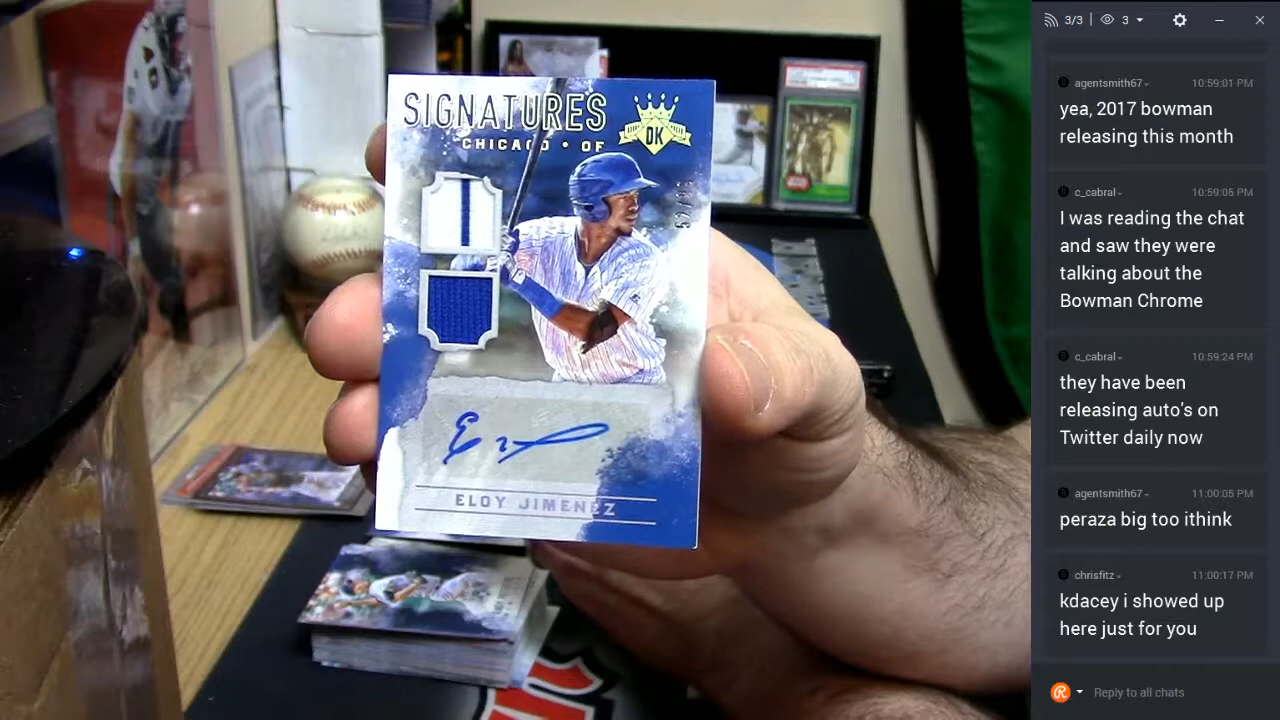 SIGNATURES
CHICAGO • OF
DK
ELOY JIMENEZ
3/3
3
agentsmith67
10:59:01 PM
yea, 2017 bowman
releasing this month
c_cabral
10:59:05 PM
I was reading the chat
and saw they were
talking about the
Bowman Chrome
c_cabral
10:59:24 PM
they have been
releasing auto's on
Twitter daily now
agentsmith67
11:00:05 PM
peraza big too ithink
chrisfitz
11:00:17 PM
kdacey i showed up
here just for you
Reply to all chats